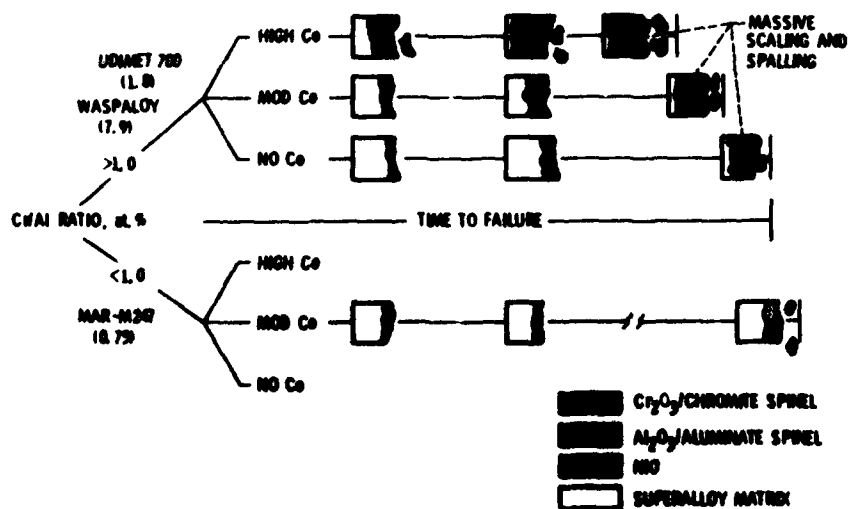 HIGH Co
MASSIVE
SCALING AND
SPALLING
UDIMET 700
(1.8)
WASPALOY
(7.9)
MOD Co
>1.0
NO Co
Cr/Al RATIO, at.%
TIME TO FAILURE
<1.0
HIGH Co
MAR-M247
(0.75)
MOD Co
NO Co
Cr₂O₃/CHROMITE SPINEL
Al₂O₃/ALUMINATE SPINEL
NiO
SUPERALLOY MATRIX